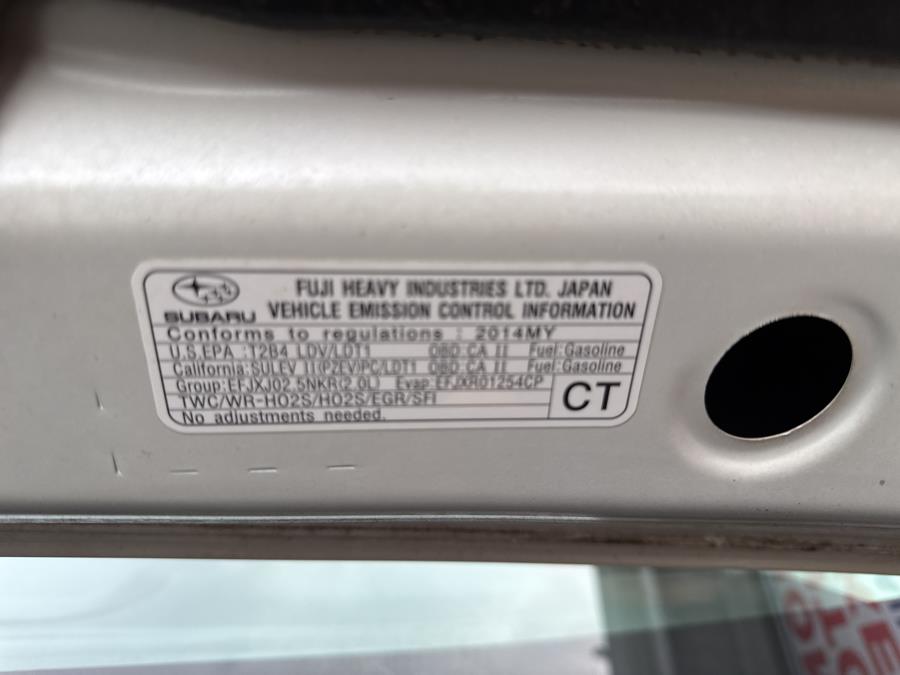 SUBARU
FUJI HEAVY INDUSTRIES LTD. JAPAN
VEHICLE EMISSION CONTROL INFORMATION
Conforms to regulations : 2014MY
U.S.EPA : T2B4 LDV/LDT1 OBD CA II Fuel:Gasoline
California:SULEV II(PZEV)PC/LDT1 OBD CA II Fuel:Gasoline
Group:EFJXJ02.5NKR(2.0L) Evap:EFJXR01254CP
TWC/WR-HO2S/HO2S/EGR/SFI
No adjustments needed.
CT